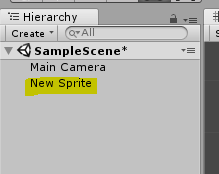 Hierarchy
Create All
SampleScene*
Main Camera
New Sprite